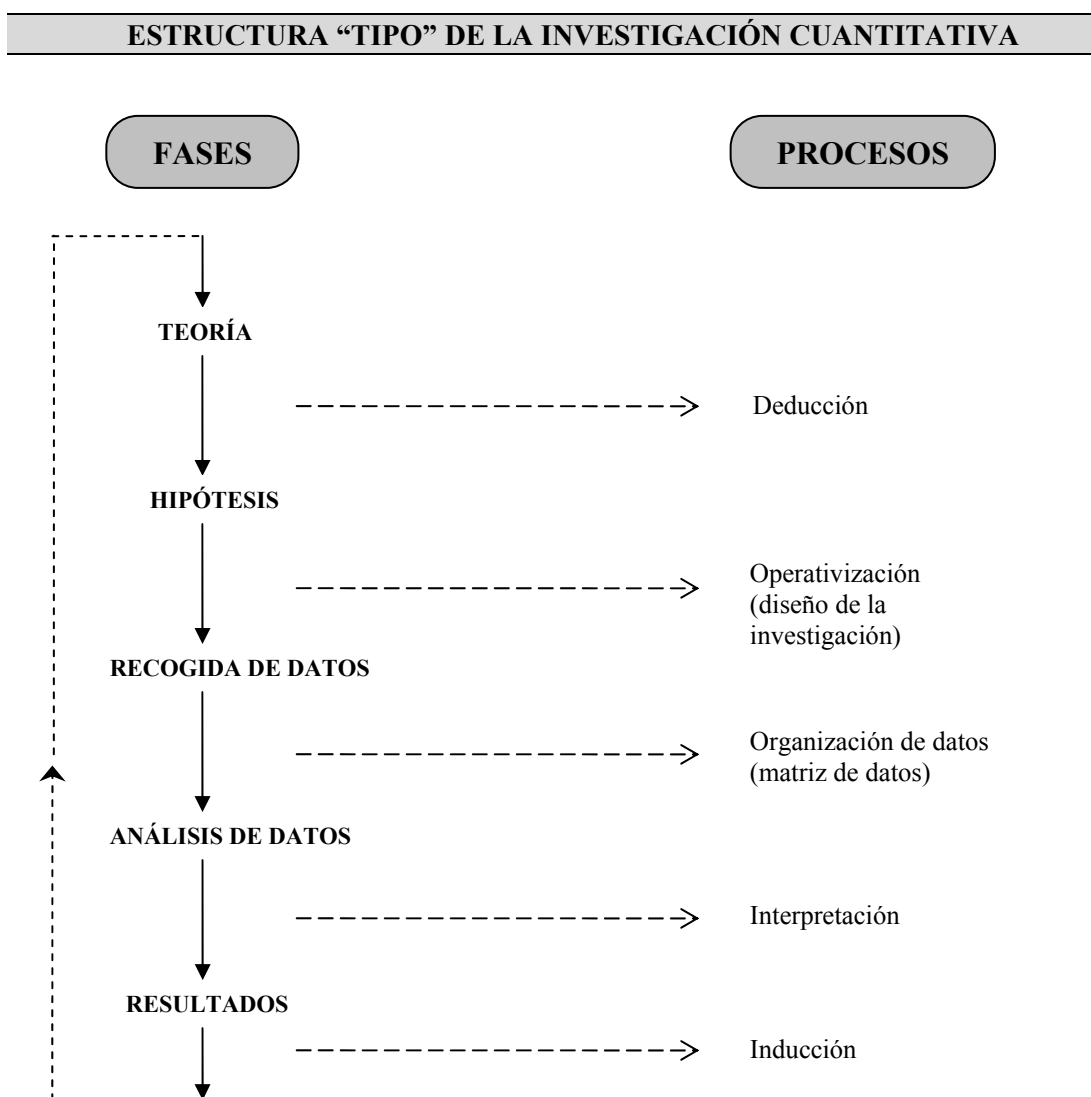 ESTRUCTURA “TIPO” DE LA INVESTIGACIÓN CUANTITATIVA
FASES
PROCESOS
TEORÍA
Deducción
HIPÓTESIS
Operativización
(diseño de la
investigación)
RECOGIDA DE DATOS
Organización de datos
(matriz de datos)
ANÁLISIS DE DATOS
Interpretación
RESULTADOS
Inducción